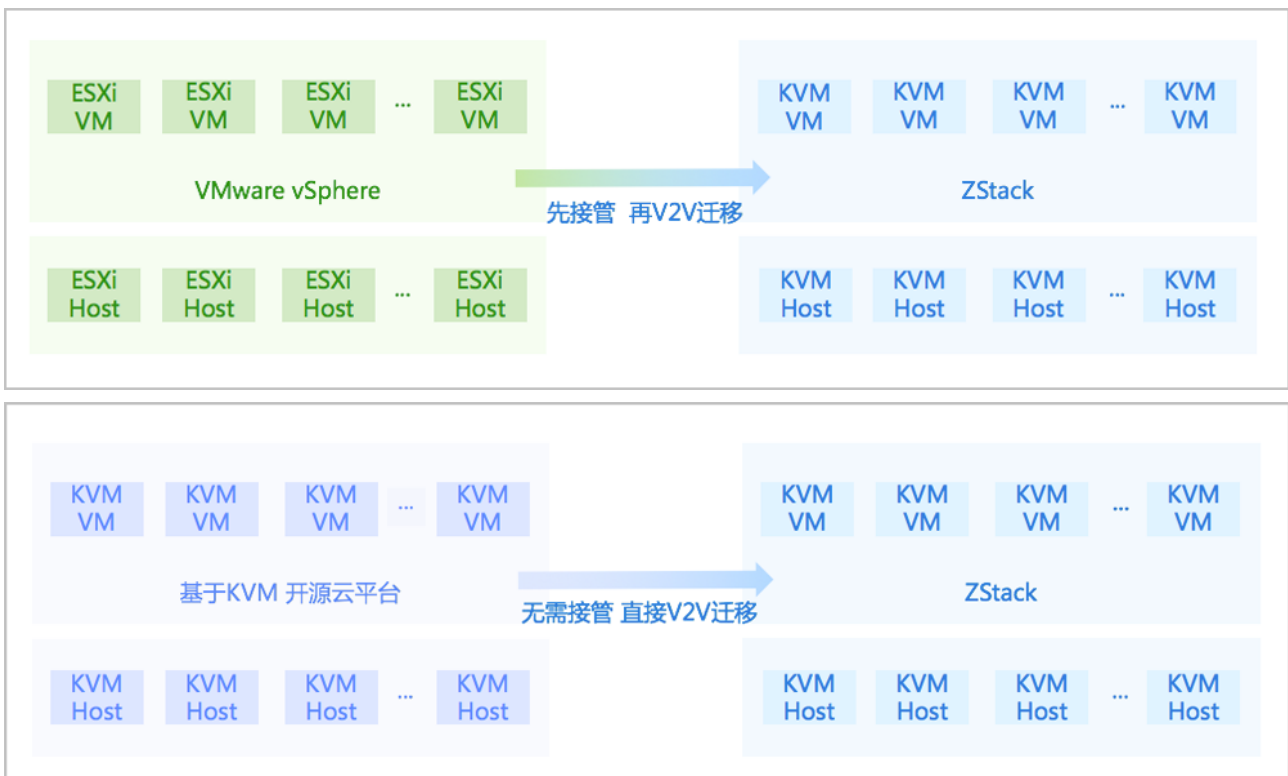 ESXi ESXi ESXi ESXi
VM VM VM ... VM
VMware vSphere
KVM KVM KVM KVM
VM VM VM ... VM
ZStack
先接管 再V2V迁移
ESXi ESXi ESXi ESXi
Host Host Host ... Host
KVM KVM KVM KVM
Host Host Host ... Host
KVM KVM KVM KVM
VM VM VM ... VM
基于KVM 开源云平台
KVM KVM KVM KVM
VM VM VM ... VM
ZStack
无需接管 直接V2V迁移
KVM KVM KVM KVM
Host Host Host ... Host
KVM KVM KVM KVM
Host Host Host ... Host